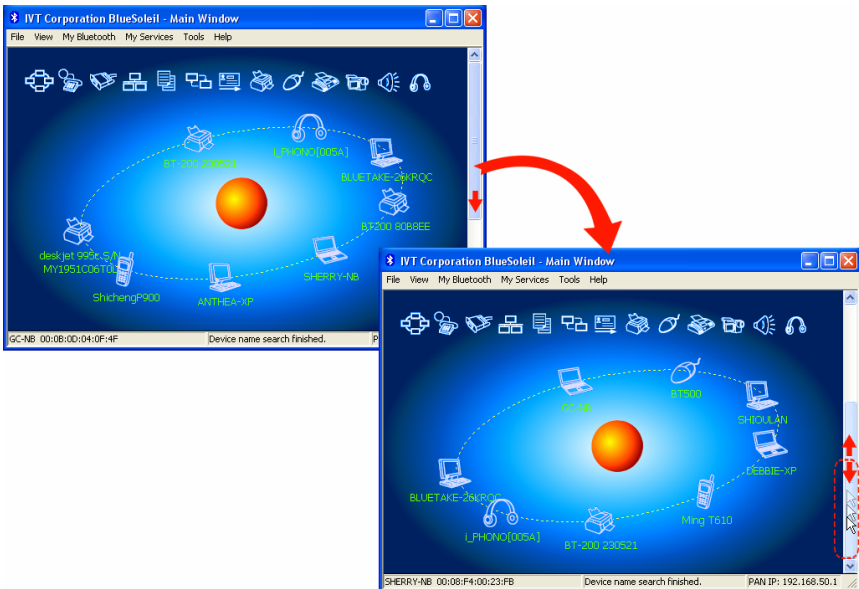 IVT Corporation BlueSoleil - Main Window
File View My Bluetooth My Services Tools Help
i_PHONO[005A]
BT-200 230521
BLUETAKE-26KRQC
BT200 80B8EE
deskjet 995c S/N
MY1951C06T0
SHERRY-NB
ShichengP900
ANTHEA-XP
GC-NB 00:0B:0D:04:0F:4F
Device name search finished.
P
IVT Corporation BlueSoleil - Main Window
File View My Bluetooth My Services Tools Help
GC-NB
BT500
SHIOULAN
DEBBIE-XP
BLUETAKE-26KRQC
Ming T610
i_PHONO[005A]
BT-200 230521
SHERRY-NB 00:08:F4:00:23:FB
Device name search finished.
PAN IP: 192.168.50.1